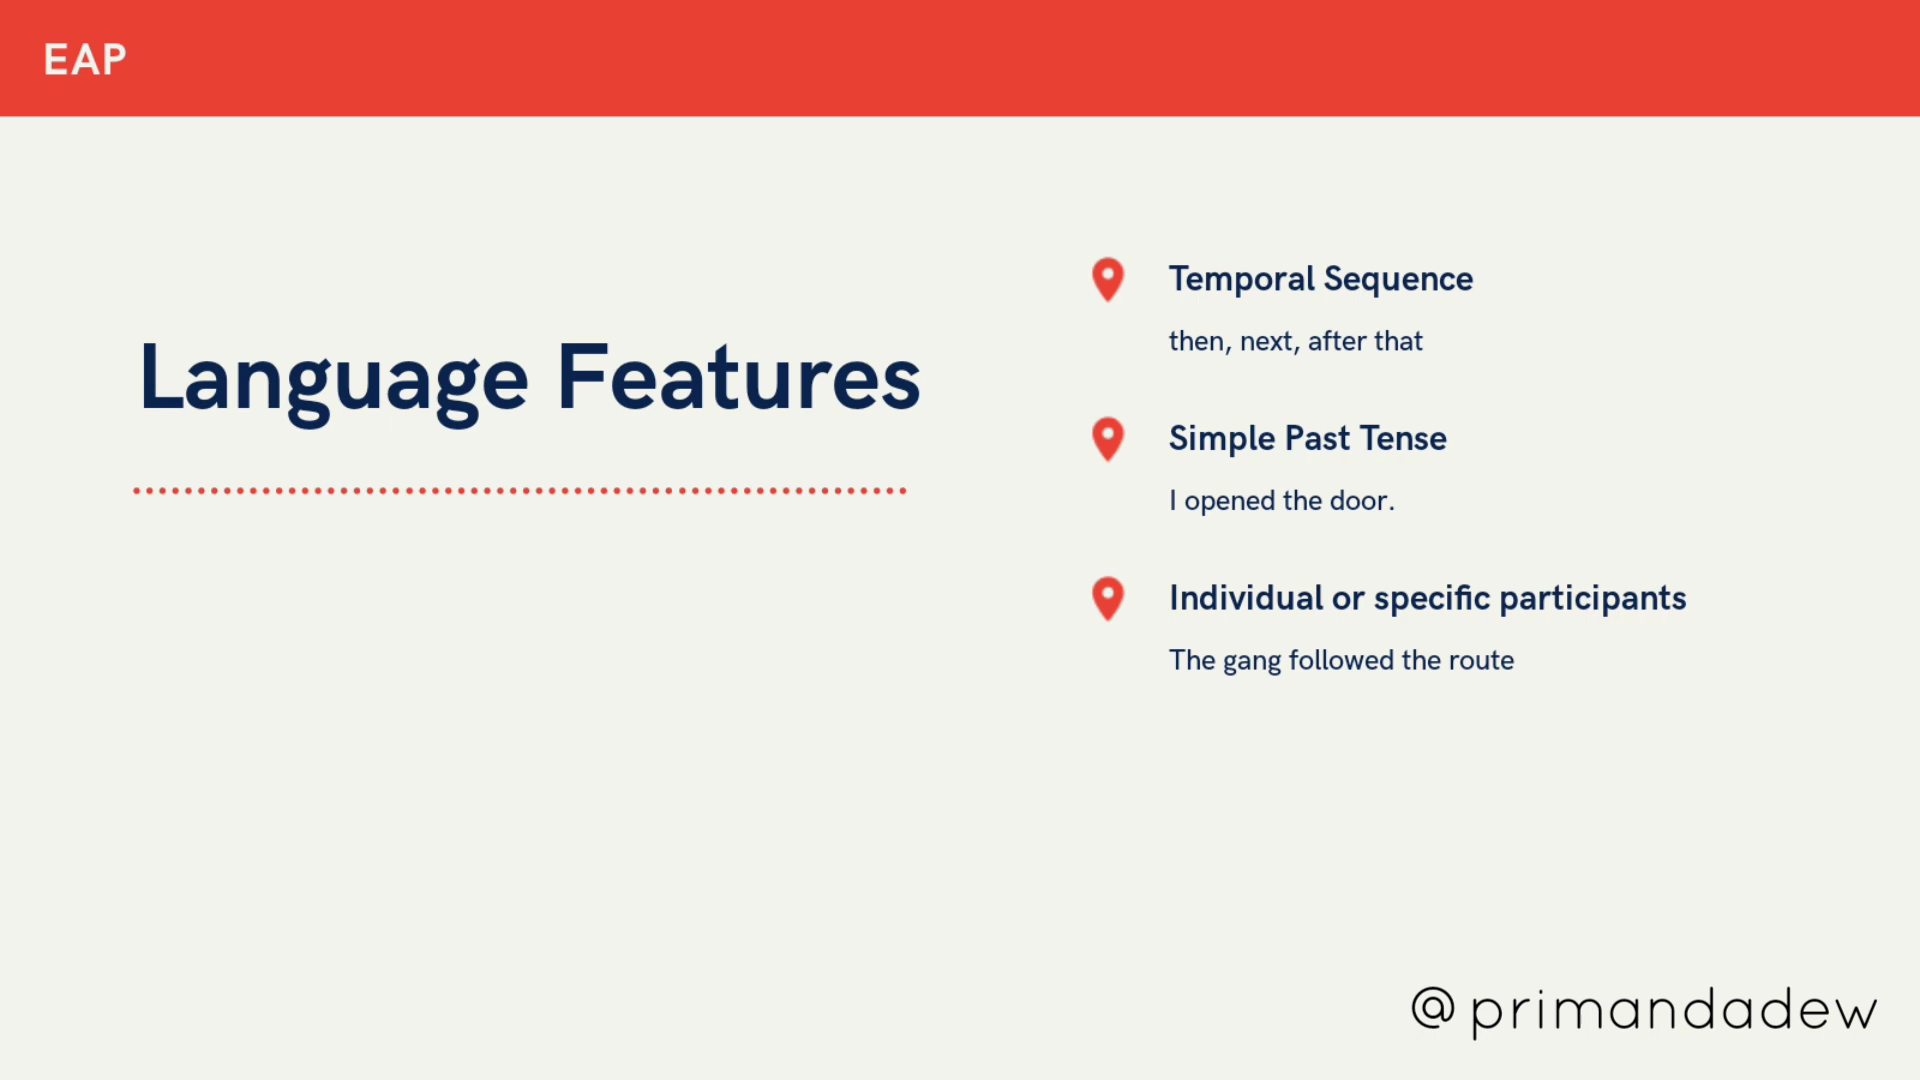 EAP
Language Features
Temporal Sequence
then, next, after that
Simple Past Tense
I opened the door.
Individual or specific participants
The gang followed the route
@primandadew